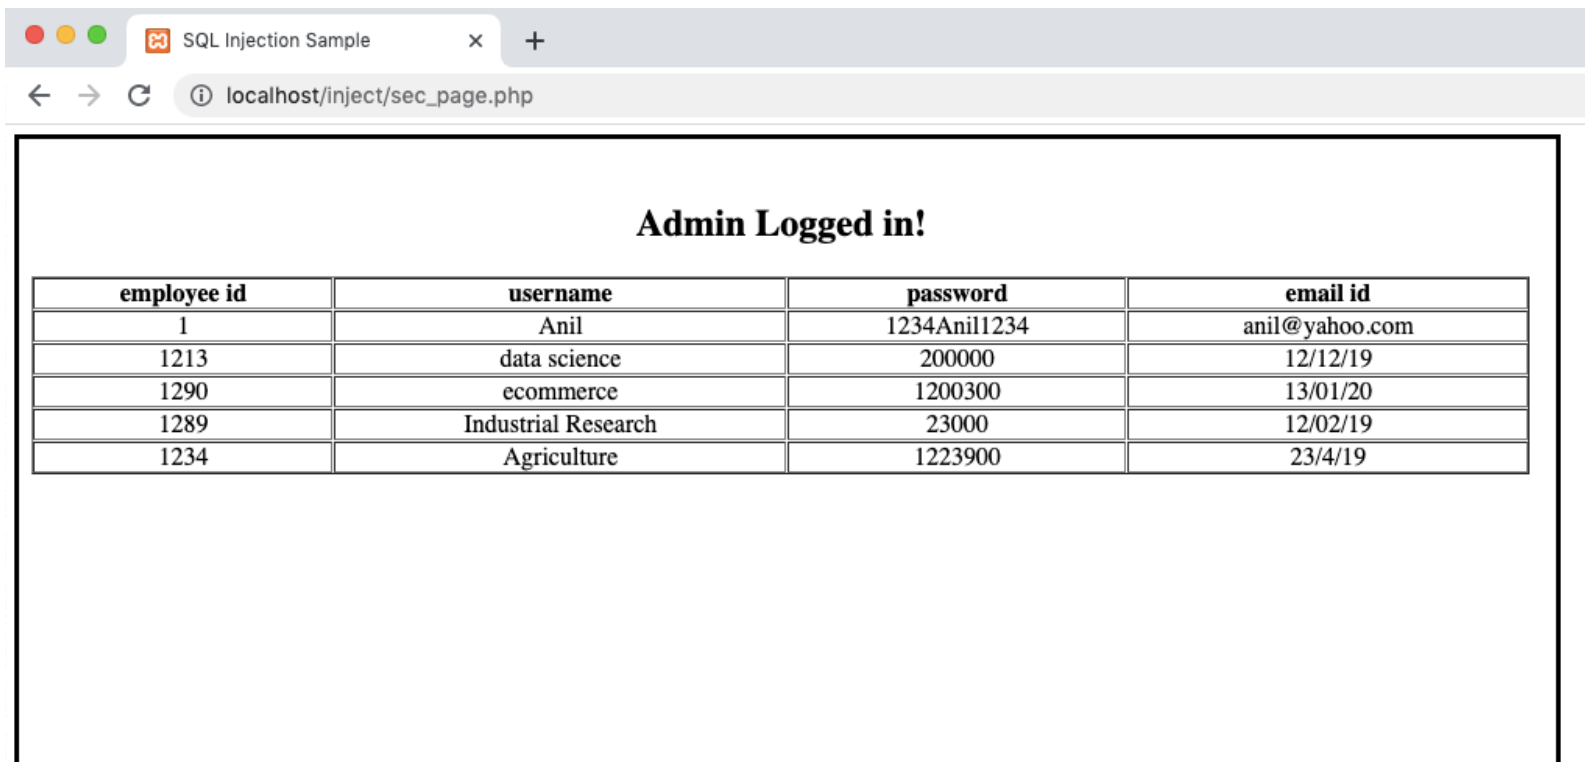 SQL Injection Sample
localhost/inject/sec_page.php
Admin Logged in!
employee id username password email id
1 Anil 1234Anil1234 anil@yahoo.com
1213 data science 200000 12/12/19
1290 ecommerce 1200300 13/01/20
1289 Industrial Research 23000 12/02/19
1234 Agriculture 1223900 23/4/19